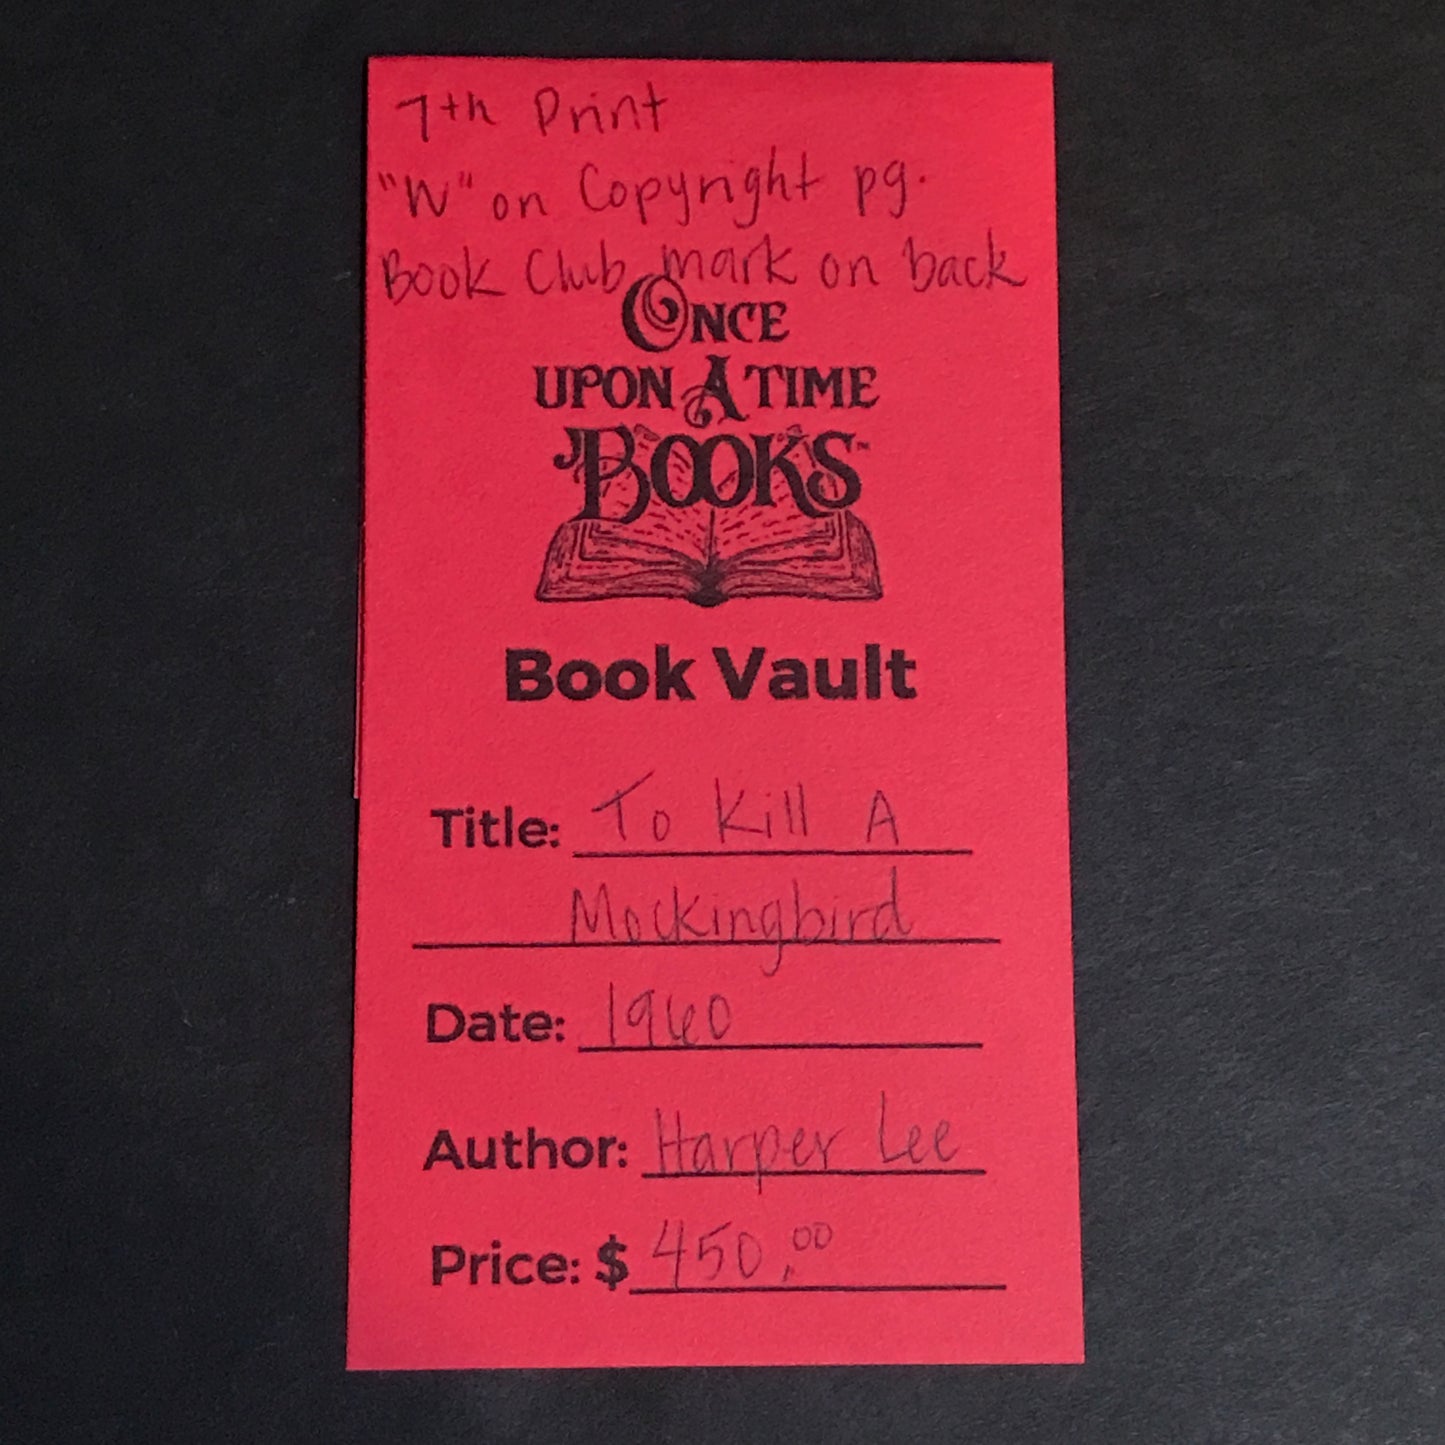 7th Print
"W" on Copyright pg.
Book Club mark on back
ONCE
UPON A TIME
BOOKS™
Book Vault
Title: To Kill A
Mockingbird
Date: 1960
Author: Harper Lee
Price: $ 450.00